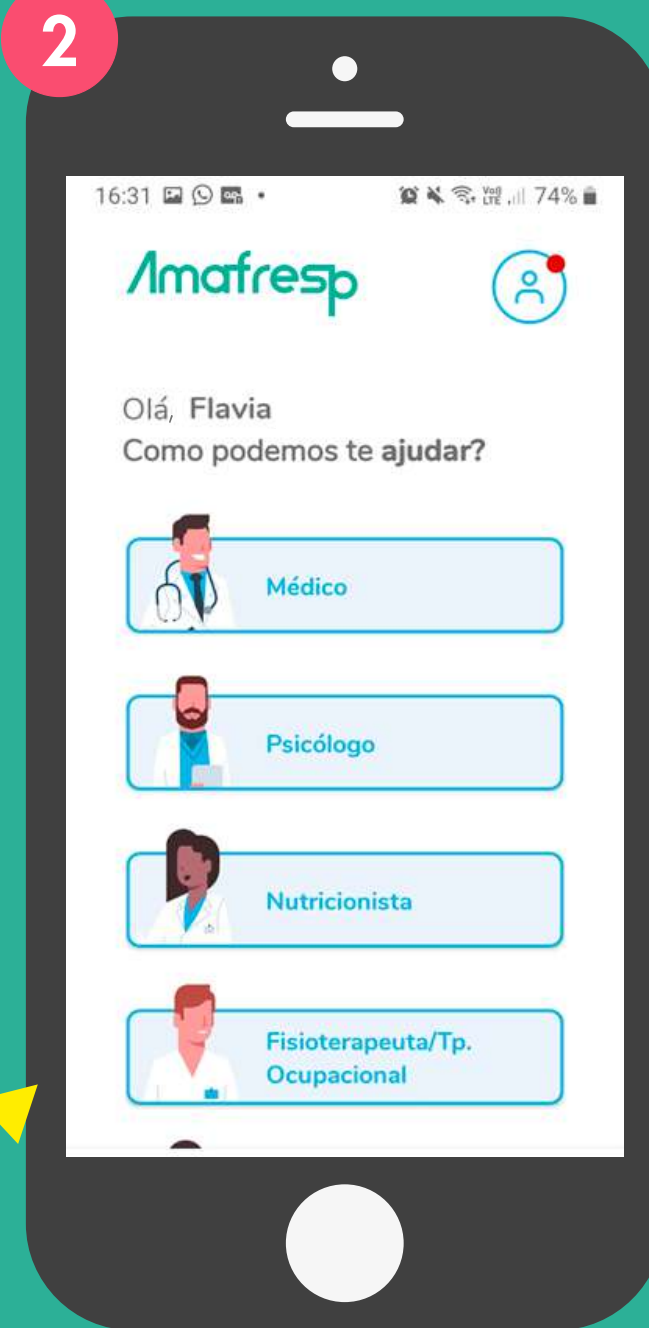 2
16:31
74%
Amafresp
Olá, Flavia
Como podemos te ajudar?
Médico
Psicólogo
Nutricionista
Fisioterapeuta/Tp.
Ocupacional